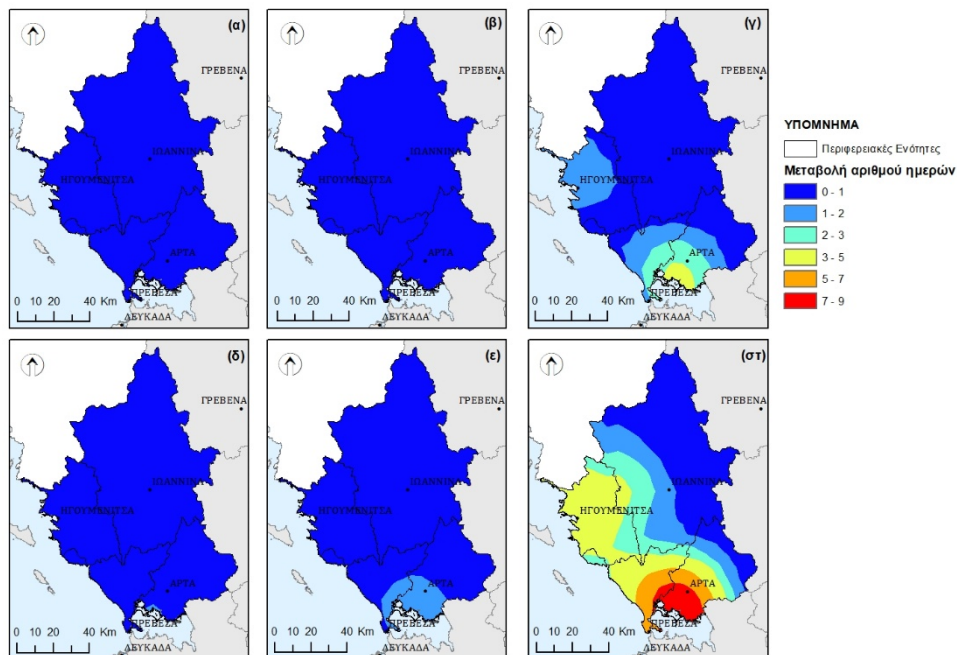 (α)
ΓΡΕΒΕΝΑ
ΙΩΑΝΝΙΝΑ
ΗΓΟΥΜΕΝΙΤΣΑ
ΑΡΤΑ
ΠΡΕΒΕΖΑ
ΛΕΥΚΑΔΑ
0 10 20 40 Km
(β)
ΓΡΕΒΕΝΑ
ΙΩΑΝΝΙΝΑ
ΗΓΟΥΜΕΝΙΤΣΑ
ΑΡΤΑ
ΠΡΕΒΕΖΑ
ΛΕΥΚΑΔΑ
0 10 20 40 Km
(γ)
ΓΡΕΒΕΝΑ
ΙΩΑΝΝΙΝΑ
ΗΓΟΥΜΕΝΙΤΣΑ
ΑΡΤΑ
ΠΡΕΒΕΖΑ
ΛΕΥΚΑΔΑ
0 10 20 40 Km
ΥΠΟΜΝΗΜΑ
Περιφερειακές Ενότητες
Μεταβολή αριθμού ημερών
0 - 1
1 - 2
2 - 3
3 - 5
5 - 7
7 - 9
(δ)
ΓΡΕΒΕΝΑ
ΙΩΑΝΝΙΝΑ
ΗΓΟΥΜΕΝΙΤΣΑ
ΑΡΤΑ
ΠΡΕΒΕΖΑ
ΛΕΥΚΑΔΑ
0 10 20 40 Km
(ε)
ΓΡΕΒΕΝΑ
ΙΩΑΝΝΙΝΑ
ΗΓΟΥΜΕΝΙΤΣΑ
ΑΡΤΑ
ΠΡΕΒΕΖΑ
ΛΕΥΚΑΔΑ
0 10 20 40 Km
(στ)
ΓΡΕΒΕΝΑ
ΙΩΑΝΝΙΝΑ
ΗΓΟΥΜΕΝΙΤΣΑ
ΑΡΤΑ
ΠΡΕΒΕΖΑ
ΛΕΥΚΑΔΑ
0 10 20 40 Km